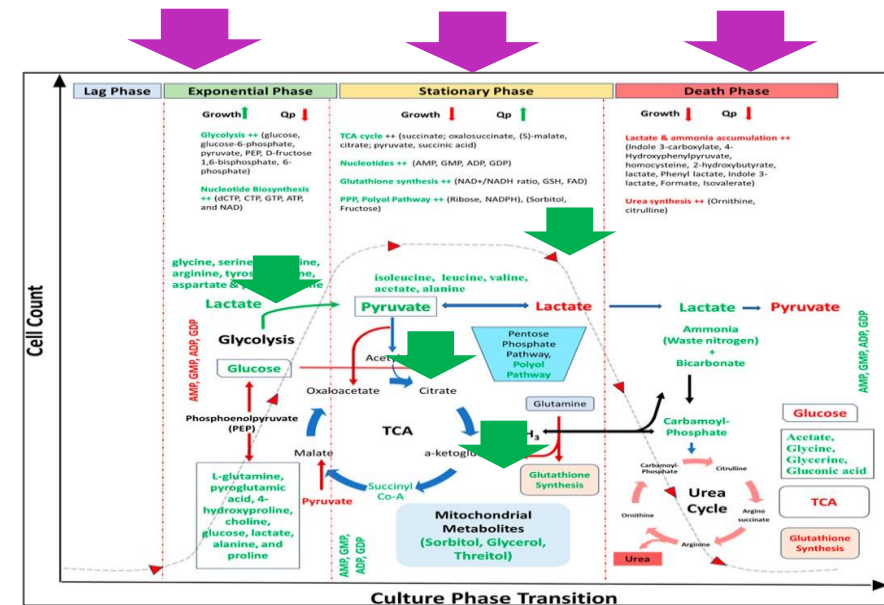 Lag Phase
Exponential Phase
Stationary Phase
Death Phase
Growth Qp
Glycolysis ++ (glucose,
glucose-6-phosphate,
pyruvate, PEP, D-fructose
1,6-bisphosphate, 6-
phosphate)
Nucleotide Biosynthesis
++ (dCTP, CTP, GTP, ATP,
and NAD)
Growth Qp
TCA cycle ++ (succinate; oxalosuccinate, (5)-malate,
citrate; pyruvate, succinic acid)
Nucleotides ++ (AMP, GMP, ADP, GDP)
Glutathione synthesis ++ (NAD+/NADH ratio, GSH, FAD)
PPP, Polyol Pathway ++ (Ribose, NADPH), (Sorbitol,
Fructose)
Growth Qp
Lactate & ammonia accumulation ++
(Indole 3-carboxylate, 4-
Hydroxyphenylpyruvate,
homocysteine, 2-hydroxybutyrate,
lactate, Phenyl lactate, Indole 3-
lactate, Formate, Isovalerate)
Urea synthesis ++ (Ornithine,
citrulline)
Cell Count
glycine, serine
arginine,
aspartate &
Lactate
Glycolysis
Glucose
AMP, GMP, ADP, GDP
Phosphoenolpyruvate
(PEP)
L-glutamine,
pyroglutamic
acid, 4-
hydroxyproline,
choline,
glucose, lactate,
alanine, and
proline
isoleucine, leucine, valine,
acetate, alanine
Pyruvate
Lactate
Oxaloacetate
Citrate
TCA
Malate
Pyruvate
Succinyl
Co-A
AMP, GMP,
ADP, GDP
Pentose
Phosphate
Pathway,
Polyol
Pathway
Glutamine
Glutathione
Synthesis
Mitochondrial
Metabolites
(Sorbitol, Glycerol,
Threitol)
Lactate
Pyruvate
Ammonia
(Waste nitrogen)
+
Bicarbonate
AMP, GMP,
ADP, GDP
Carbamoyl-
Phosphate
Carbamoyl-
Phosphate
Citrulline
Urea
Cycle
Ornithine
Argino
succinate
Arginine
Urea
Glucose
Acetate,
Glycine,
Glycerine,
Gluconic acid
TCA
Glutathione
Synthesis
Culture Phase Transition